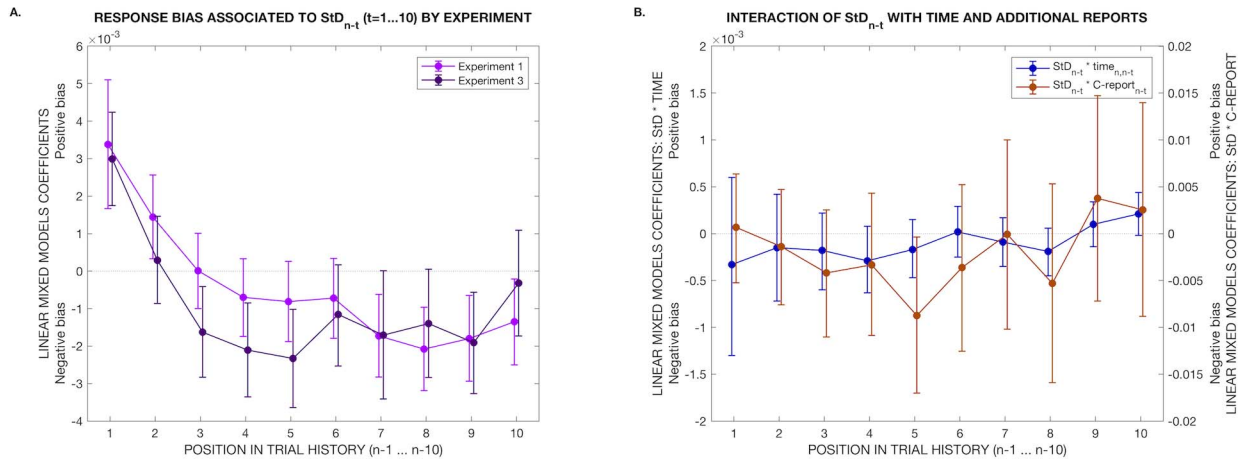 A.
RESPONSE BIAS ASSOCIATED TO StD n-t (t=1...10) BY EXPERIMENT
×10⁻³
6
5
4
3
2
1
0
-1
-2
-3
-4
LINEAR MIXED MODELS COEFFICIENTS
Negative bias
Positive bias
Experiment 1
Experiment 3
1 2 3 4 5 6 7 8 9 10
POSITION IN TRIAL HISTORY (n-1 ... n-10)
B.
INTERACTION OF StD n-t WITH TIME AND ADDITIONAL REPORTS
×10⁻³
2
1.5
1
0.5
0
-0.5
-1
-1.5
-2
LINEAR MIXED MODELS COEFFICIENTS: StD * TIME
Negative bias
Positive bias
StD n-t * time n,n-t
StD n-t * C-report n-t
0.02
0.015
0.01
0.005
0
-0.005
-0.01
-0.015
-0.02
Negative bias
Positive bias
LINEAR MIXED MODELS COEFFICIENTS: StD * C-REPORT
1 2 3 4 5 6 7 8 9 10
POSITION IN TRIAL HISTORY (n-1 ... n-10)